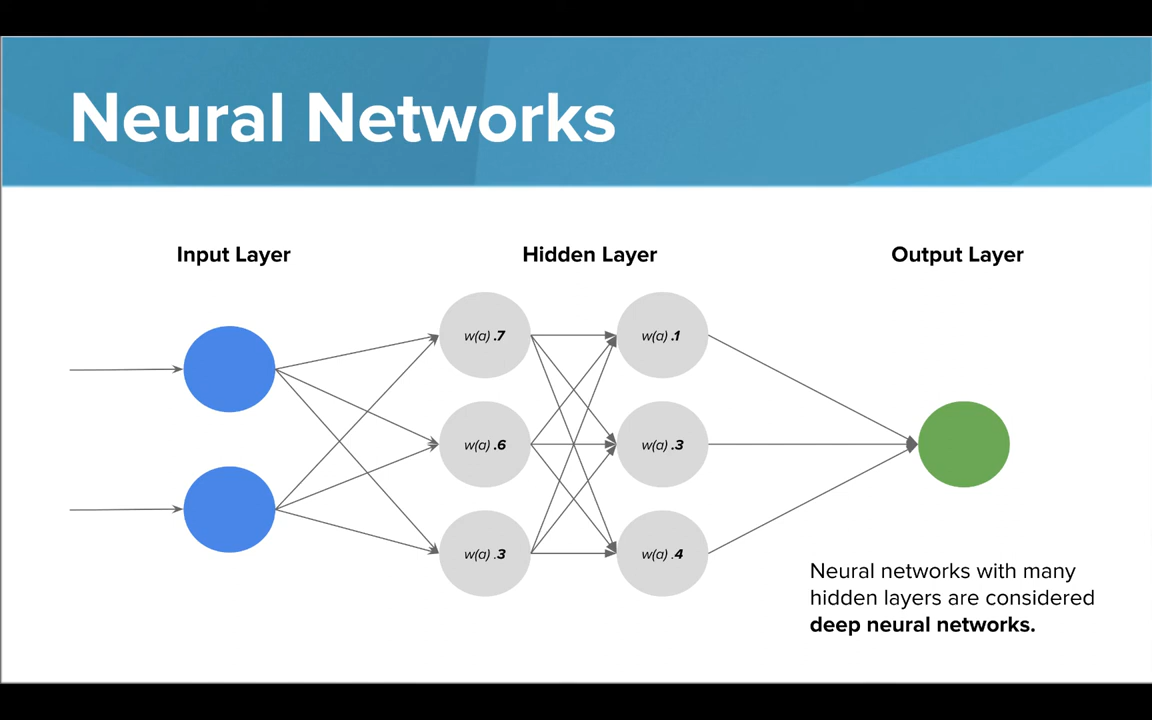 Neural Networks
Input Layer
Hidden Layer
Output Layer
w(a) .7
w(a) .1
w(a) .6
w(a) .3
w(a) .3
w(a) .4
Neural networks with many
hidden layers are considered
deep neural networks.